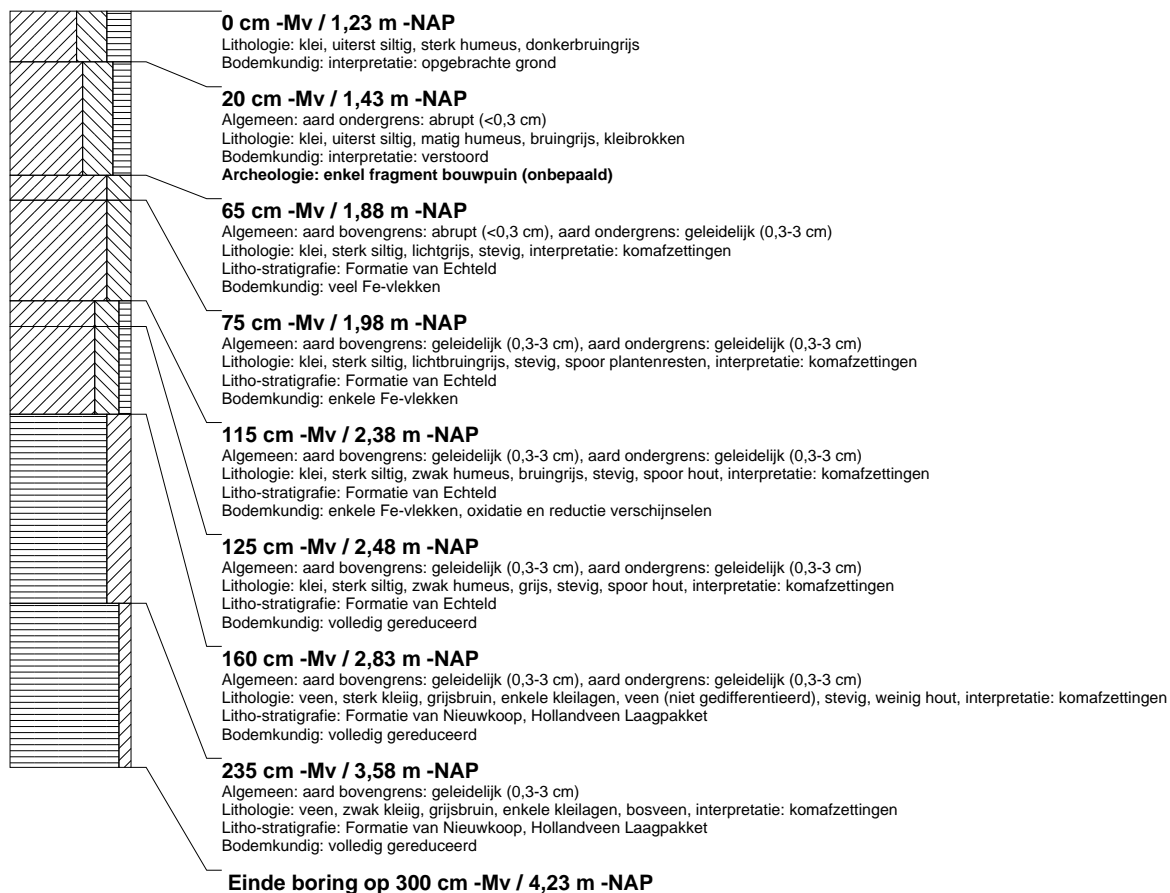 0 cm -Mv / 1,23 m -NAP
Lithologie: klei, uiterst siltig, sterk humeus, donkerbruingrijs
Bodemkundig: interpretatie: opgebrachte grond
20 cm -Mv / 1,43 m -NAP
Algemeen: aard ondergrens: abrupt (<0,3 cm)
Lithologie: klei, uiterst siltig, matig humeus, bruingrijs, kleibrokken
Bodemkundig: interpretatie: verstoord
Archeologie: enkel fragment bouwpuin (onbepaald)
65 cm -Mv / 1,88 m -NAP
Algemeen: aard bovengrens: abrupt (<0,3 cm), aard ondergrens: geleidelijk (0,3-3 cm)
Lithologie: klei, sterk siltig, lichtgrijs, stevig, interpretatie: komafzettingen
Litho-stratigrafie: Formatie van Echteld
Bodemkundig: veel Fe-vlekken
75 cm -Mv / 1,98 m -NAP
Algemeen: aard bovengrens: geleidelijk (0,3-3 cm), aard ondergrens: geleidelijk (0,3-3 cm)
Lithologie: klei, sterk siltig, lichtbruingrijs, stevig, spoor plantenresten, interpretatie: komafzettingen
Litho-stratigrafie: Formatie van Echteld
Bodemkundig: enkele Fe-vlekken
115 cm -Mv / 2,38 m -NAP
Algemeen: aard bovengrens: geleidelijk (0,3-3 cm), aard ondergrens: geleidelijk (0,3-3 cm)
Lithologie: klei, sterk siltig, zwak humeus, bruingrijs, stevig, spoor hout, interpretatie: komafzettingen
Litho-stratigrafie: Formatie van Echteld
Bodemkundig: enkele Fe-vlekken, oxidatie en reductie verschijnselen
125 cm -Mv / 2,48 m -NAP
Algemeen: aard bovengrens: geleidelijk (0,3-3 cm), aard ondergrens: geleidelijk (0,3-3 cm)
Lithologie: klei, sterk siltig, zwak humeus, grijs, stevig, spoor hout, interpretatie: komafzettingen
Litho-stratigrafie: Formatie van Echteld
Bodemkundig: volledig gereduceerd
160 cm -Mv / 2,83 m -NAP
Algemeen: aard bovengrens: geleidelijk (0,3-3 cm), aard ondergrens: geleidelijk (0,3-3 cm)
Lithologie: veen, sterk kleiig, grijsbruin, enkele kleilagen, veen (niet gedifferentieerd), stevig, weinig hout, interpretatie: komafzettingen
Litho-stratigrafie: Formatie van Nieuwkoop, Hollandveen Laagpakket
Bodemkundig: volledig gereduceerd
235 cm -Mv / 3,58 m -NAP
Algemeen: aard bovengrens: geleidelijk (0,3-3 cm)
Lithologie: veen, zwak kleiig, grijsbruin, enkele kleilagen, bosveen, interpretatie: komafzettingen
Litho-stratigrafie: Formatie van Nieuwkoop, Hollandveen Laagpakket
Bodemkundig: volledig gereduceerd
Einde boring op 300 cm -Mv / 4,23 m -NAP